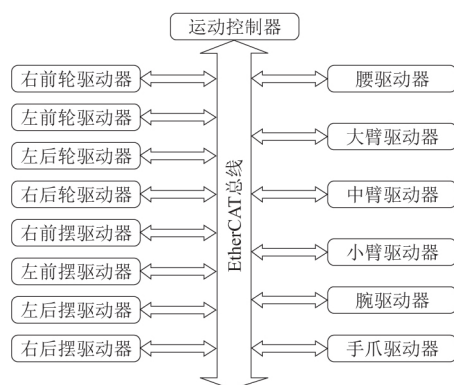 运动控制器
右前轮驱动器
左前轮驱动器
左后轮驱动器
右后轮驱动器
右前摆驱动器
左前摆驱动器
左后摆驱动器
右后摆驱动器
EtherCAT总线
腰驱动器
大臂驱动器
中臂驱动器
小臂驱动器
腕驱动器
手爪驱动器